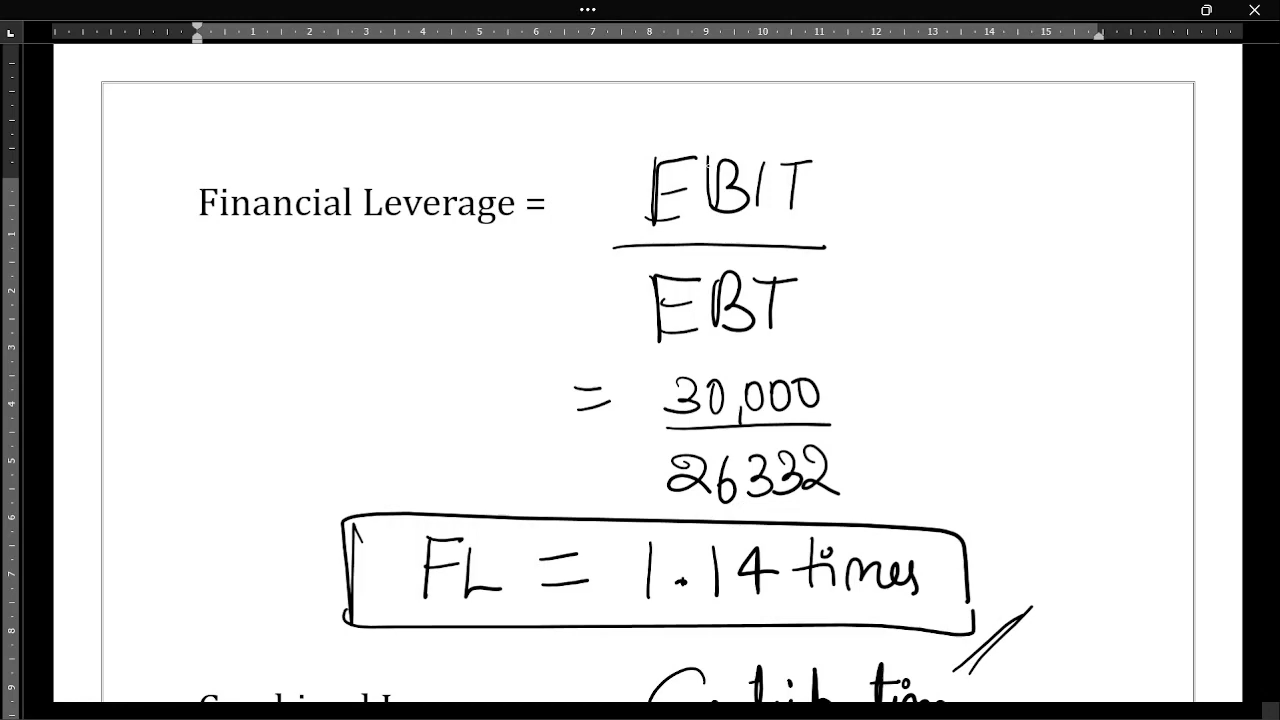 EBIT
Financial Leverage =
EBT
= 30,000
26332
FL = 1.14 times